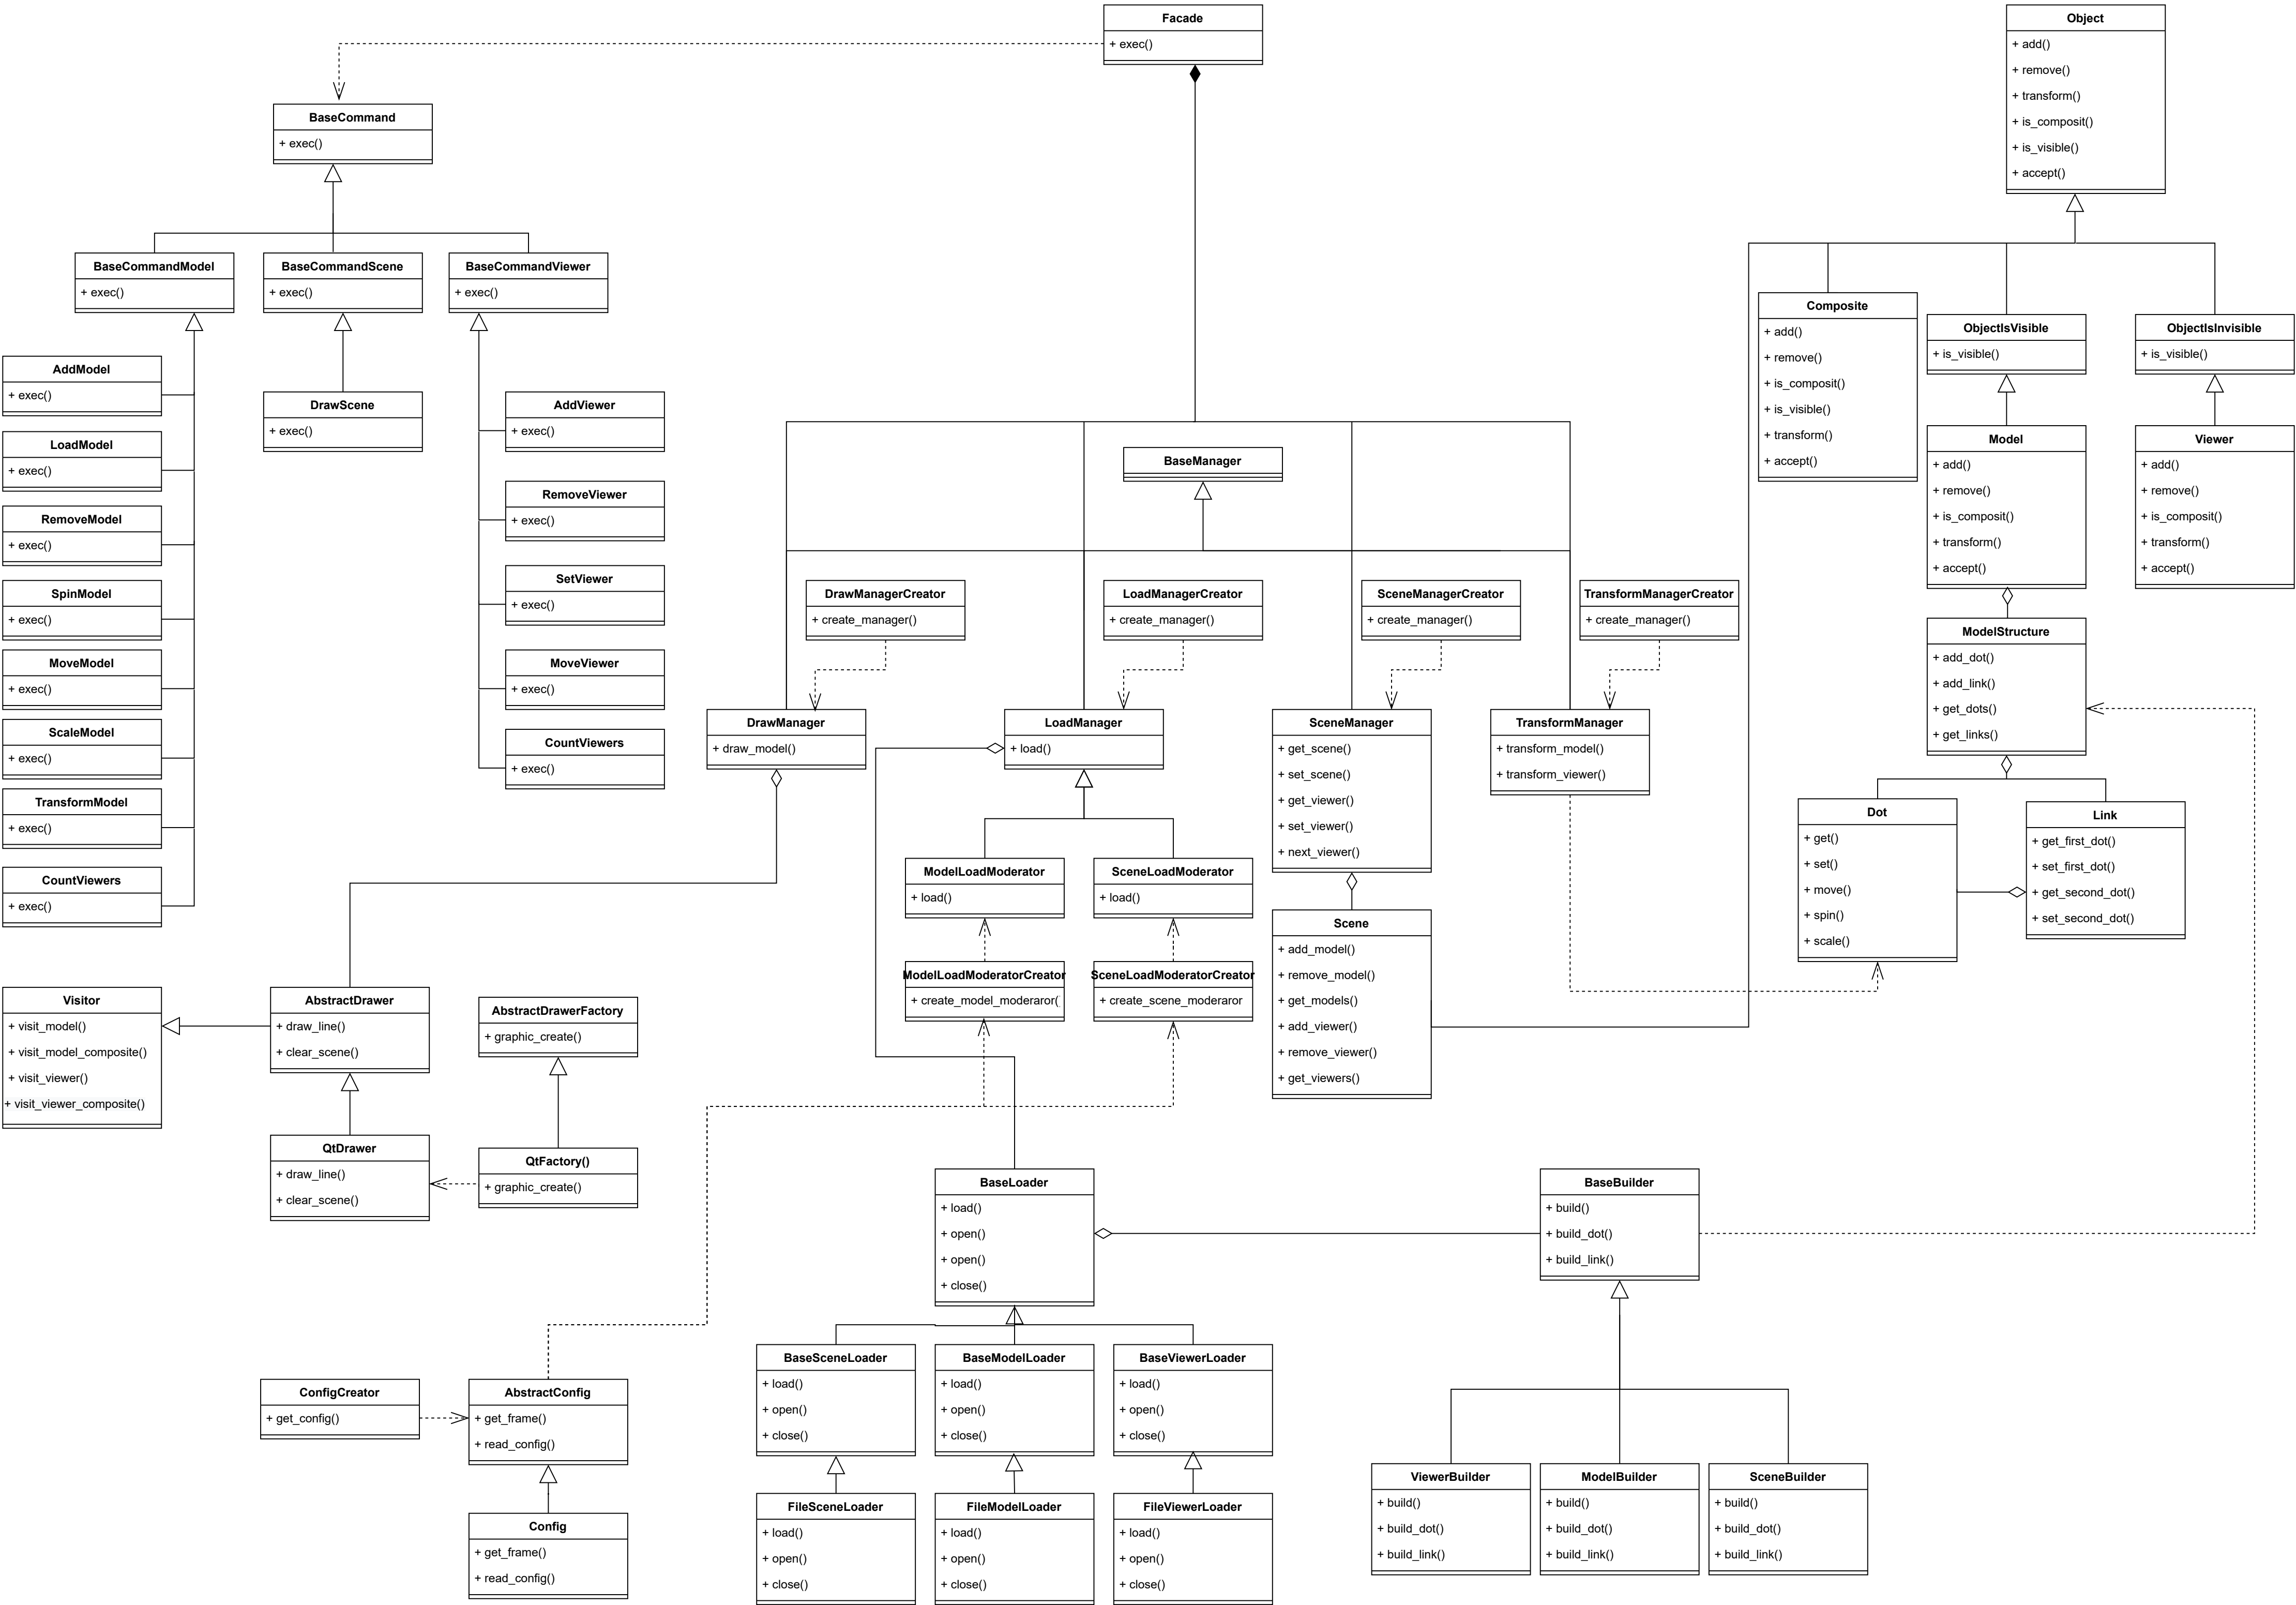 Facade
+ exec()
Object
+ add()
+ remove()
+ transform()
+ is_composit()
+ is_visible()
+ accept()
BaseCommand
+ exec()
BaseCommandModel
+ exec()
BaseCommandScene
+ exec()
BaseCommandViewer
+ exec()
Composite
+ add()
+ remove()
+ is_composit()
+ is_visible()
+ transform()
+ accept()
ObjectIsVisible
+ is_visible()
ObjectIsInvisible
+ is_visible()
AddModel
+ exec()
LoadModel
+ exec()
RemoveModel
+ exec()
SpinModel
+ exec()
MoveModel
+ exec()
ScaleModel
+ exec()
TransformModel
+ exec()
CountViewers
+ exec()
DrawScene
+ exec()
AddViewer
+ exec()
RemoveViewer
+ exec()
SetViewer
+ exec()
MoveViewer
+ exec()
CountViewers
+ exec()
BaseManager
Model
+ add()
+ remove()
+ is_composit()
+ transform()
+ accept()
Viewer
+ add()
+ remove()
+ is_composit()
+ transform()
+ accept()
DrawManagerCreator
+ create_manager()
LoadManagerCreator
+ create_manager()
SceneManagerCreator
+ create_manager()
TransformManagerCreator
+ create_manager()
ModelStructure
+ add_dot()
+ add_link()
+ get_dots()
+ get_links()
DrawManager
+ draw_model()
LoadManager
+ load()
SceneManager
+ get_scene()
+ set_scene()
+ get_viewer()
+ set_viewer()
+ next_viewer()
TransformManager
+ transform_model()
+ transform_viewer()
Dot
+ get()
+ set()
+ move()
+ spin()
+ scale()
Link
+ get_first_dot()
+ set_first_dot()
+ get_second_dot()
+ set_second_dot()
ModelLoadModerator
+ load()
SceneLoadModerator
+ load()
Scene
+ add_model()
+ remove_model()
+ get_models()
+ add_viewer()
+ remove_viewer()
+ get_viewers()
ModelLoadModeratorCreator
+ create_model_moderaror(
SceneLoadModeratorCreator
+ create_scene_moderaror
Visitor
+ visit_model()
+ visit_model_composite()
+ visit_viewer()
+ visit_viewer_composite()
AbstractDrawer
+ draw_line()
+ clear_scene()
AbstractDrawerFactory
+ graphic_create()
QtDrawer
+ draw_line()
+ clear_scene()
QtFactory()
+ graphic_create()
BaseLoader
+ load()
+ open()
+ open()
+ close()
BaseBuilder
+ build()
+ build_dot()
+ build_link()
BaseSceneLoader
+ load()
+ open()
+ close()
BaseModelLoader
+ load()
+ open()
+ close()
BaseViewerLoader
+ load()
+ open()
+ close()
ConfigCreator
+ get_config()
AbstractConfig
+ get_frame()
+ read_config()
Config
+ get_frame()
+ read_config()
FileSceneLoader
+ load()
+ open()
+ close()
FileModelLoader
+ load()
+ open()
+ close()
FileViewerLoader
+ load()
+ open()
+ close()
ViewerBuilder
+ build()
+ build_dot()
+ build_link()
ModelBuilder
+ build()
+ build_dot()
+ build_link()
SceneBuilder
+ build()
+ build_dot()
+ build_link()